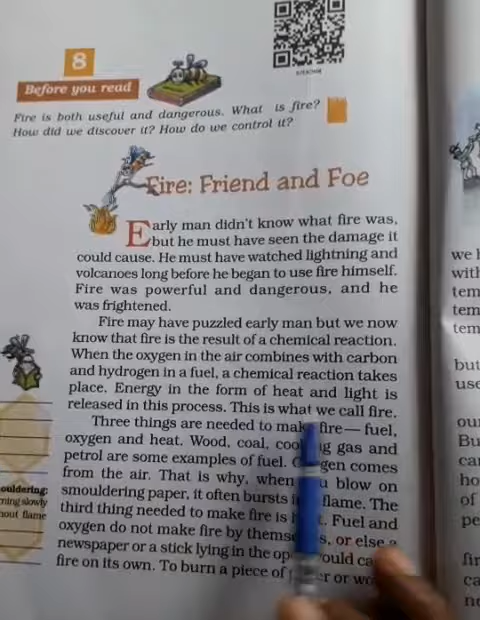 8
Before you read
Fire is both useful and dangerous. What is fire?
How did we discover it? How do we control it?
Fire: Friend and Foe
Early man didn't know what fire was,
but he must have seen the damage it
could cause. He must have watched lightning and
volcanoes long before he began to use fire himself.
Fire was powerful and dangerous, and he
was frightened.
Fire may have puzzled early man but we now
know that fire is the result of a chemical reaction.
When the oxygen in the air combines with carbon
and hydrogen in a fuel, a chemical reaction takes
place. Energy in the form of heat and light is
released in this process. This is what we call fire.
Three things are needed to make fire— fuel,
oxygen and heat. Wood, coal, cooking gas and
petrol are some examples of fuel. Oxygen comes
from the air. That is why, when you blow on
smouldering paper, it often bursts in flame. The
third thing needed to make fire is Fuel and
oxygen do not make fire by or else a
newspaper or a stick lying in the would
fire on its own. To burn a piece of or
ouldering:
ning slowly
hout flame
we
with
tem
tem
tem
but
use
our
Bu
car
ho
of
pe
fir
ca